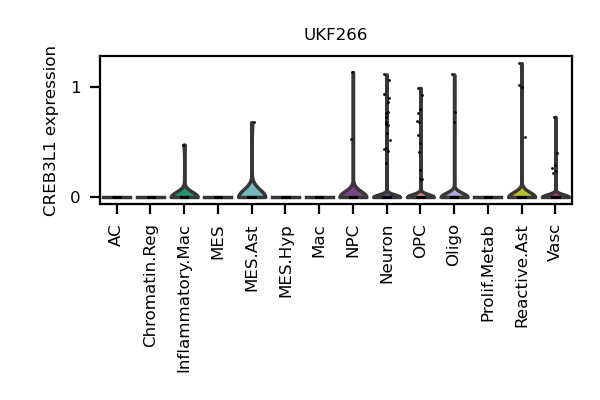 UKF266
CREB3L1 expression
1
0
AC
Chromatin.Reg
Inflammatory.Mac
MES
MES.Ast
MES.Hyp
Mac
NPC
Neuron
OPC
Oligo
Prolif.Metab
Reactive.Ast
Vasc